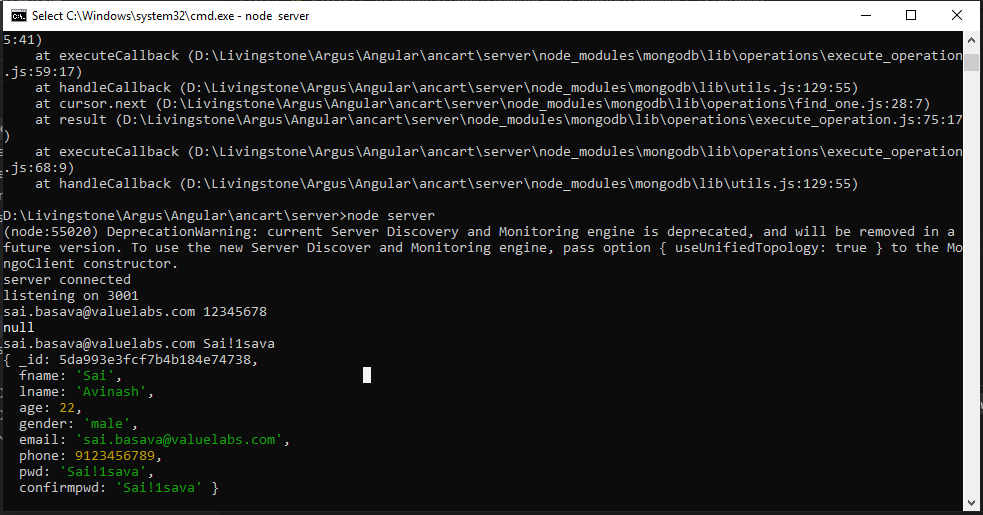 Select C:\Windows\system32\cmd.exe - node server
5:41)
    at executeCallback (D:\Livingstone\Argus\Angular\ancart\server\node_modules\mongodb\lib\operations\execute_operation
.js:59:17)
    at handleCallback (D:\Livingstone\Argus\Angular\ancart\server\node_modules\mongodb\lib\utils.js:129:55)
    at cursor.next (D:\Livingstone\Argus\Angular\ancart\server\node_modules\mongodb\lib\operations\find_one.js:28:7)
    at result (D:\Livingstone\Argus\Angular\ancart\server\node_modules\mongodb\lib\operations\execute_operation.js:75:17
)
    at executeCallback (D:\Livingstone\Argus\Angular\ancart\server\node_modules\mongodb\lib\operations\execute_operation
.js:68:9)
    at handleCallback (D:\Livingstone\Argus\Angular\ancart\server\node_modules\mongodb\lib\utils.js:129:55)
D:\Livingstone\Argus\Angular\ancart\server>node server
(node:55020) DeprecationWarning: current Server Discovery and Monitoring engine is deprecated, and will be removed in a
future version. To use the new Server Discover and Monitoring engine, pass option { useUnifiedTopology: true } to the Mo
ngoClient constructor.
server connected
listening on 3001
sai.basava@valuelabs.com 12345678
null
sai.basava@valuelabs.com Sai!1sava
{ _id: 5da993e3fcf7b4b184e74738,
  fname: 'Sai',
  lname: 'Avinash',
  age: 22,
  gender: 'male',
  email: 'sai.basava@valuelabs.com',
  phone: 9123456789,
  pwd: 'Sai!1sava',
  confirmpwd: 'Sai!1sava' }